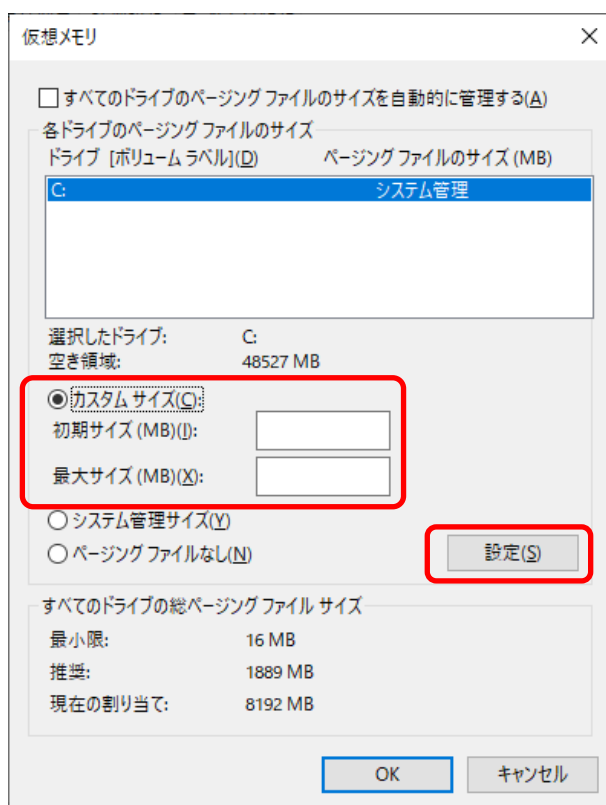 仮想メモリ
すべてのドライブのページング ファイルのサイズを自動的に管理する(A)
各ドライブのページング ファイルのサイズ
ドライブ [ボリューム ラベル](D) ページング ファイルのサイズ (MB)
C: システム管理
選択したドライブ: C:
空き領域: 48527 MB
カスタム サイズ(C):
初期サイズ (MB)(I):
最大サイズ (MB)(X):
システム管理サイズ(Y)
ページング ファイルなし(N) 設定(S)
すべてのドライブの総ページング ファイル サイズ
最小限: 16 MB
推奨: 1889 MB
現在の割り当て: 8192 MB
OK キャンセル